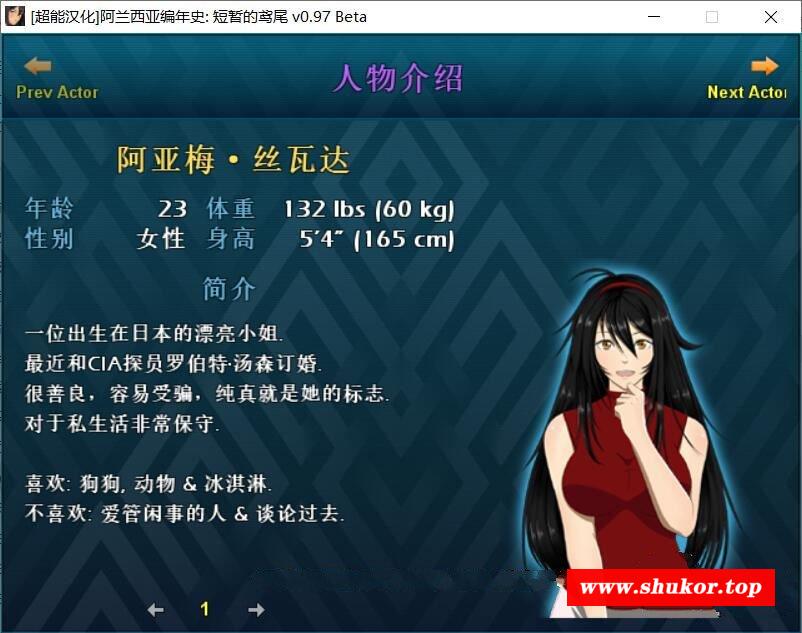 [超能汉化]阿兰西亚编年史: 短暂的鸢尾 v0.97 Beta
人物介绍
Prev Actor
Next Actor
阿亚梅·丝瓦达
年龄 23 体重 132 lbs (60 kg)
性别 女性 身高 5'4" (165 cm)
简介
一位出生在日本的漂亮小姐.
最近和CIA探员罗伯特·汤森订婚.
很善良，容易受骗，纯真就是她的标志.
对于私生活非常保守.
喜欢: 狗狗, 动物 & 冰淇淋.
不喜欢: 爱管闲事的人 & 谈论过去.
www.shukor.top
1